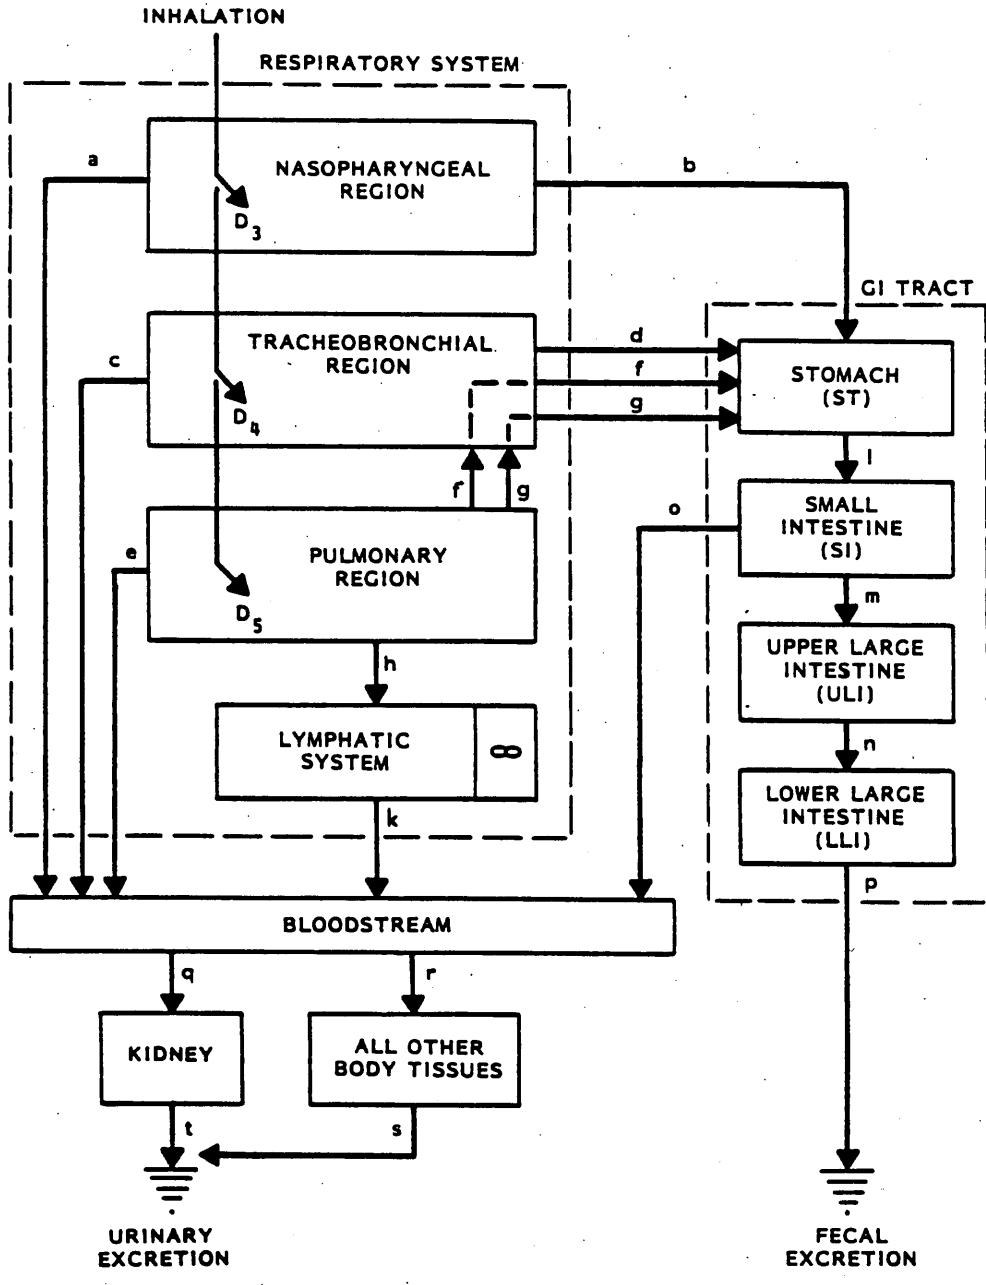 INHALATION
RESPIRATORY SYSTEM
a
NASOPHARYNGEAL
REGION
b
D3
GI TRACT
c
TRACHEOBRONCHIAL
REGION
D4
d
f
g
STOMACH
(ST)
l
f
g
e
PULMONARY
REGION
D5
o
SMALL
INTESTINE
(SI)
m
h
UPPER LARGE
INTESTINE
(ULI)
n
LYMPHATIC
SYSTEM
∞
k
LOWER LARGE
INTESTINE
(LLI)
p
BLOODSTREAM
q
r
KIDNEY
ALL OTHER
BODY TISSUES
t
s
URINARY
EXCRETION
FECAL
EXCRETION